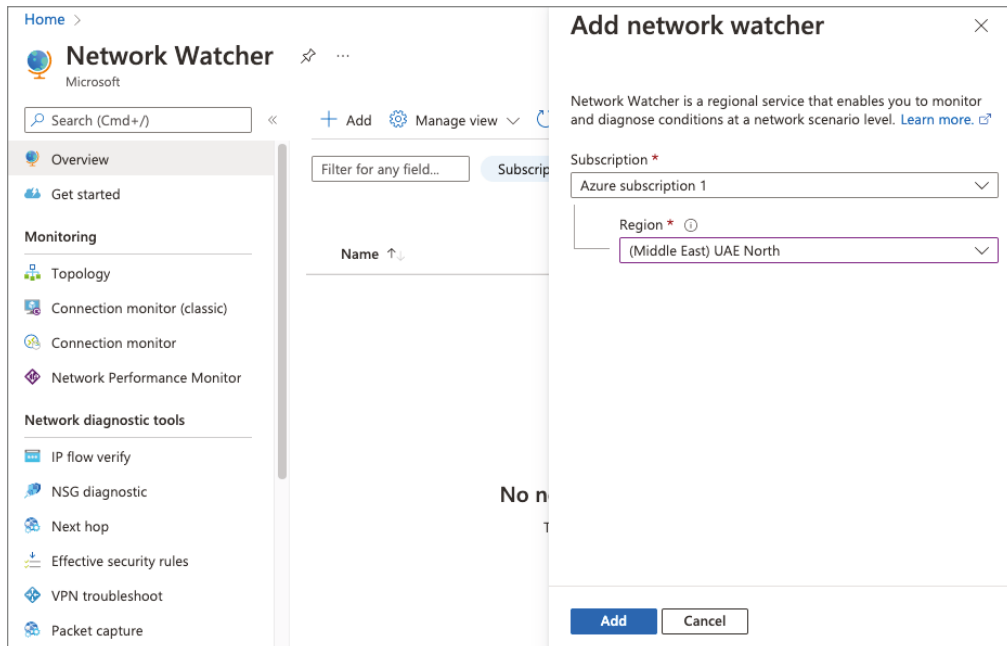 Home >
Network Watcher
...
Microsoft
Search (Cmd+/)
«
Overview
Get started
Monitoring
Topology
Connection monitor (classic)
Connection monitor
Network Performance Monitor
Network diagnostic tools
IP flow verify
NSG diagnostic
Next hop
Effective security rules
VPN troubleshoot
Packet capture
+ Add Manage view
Filter for any field... Subscrip
Name ↑↓
No n
T
Add network watcher
Network Watcher is a regional service that enables you to monitor
and diagnose conditions at a network scenario level. Learn more.
Subscription *
Azure subscription 1
Region *
(Middle East) UAE North
Add Cancel